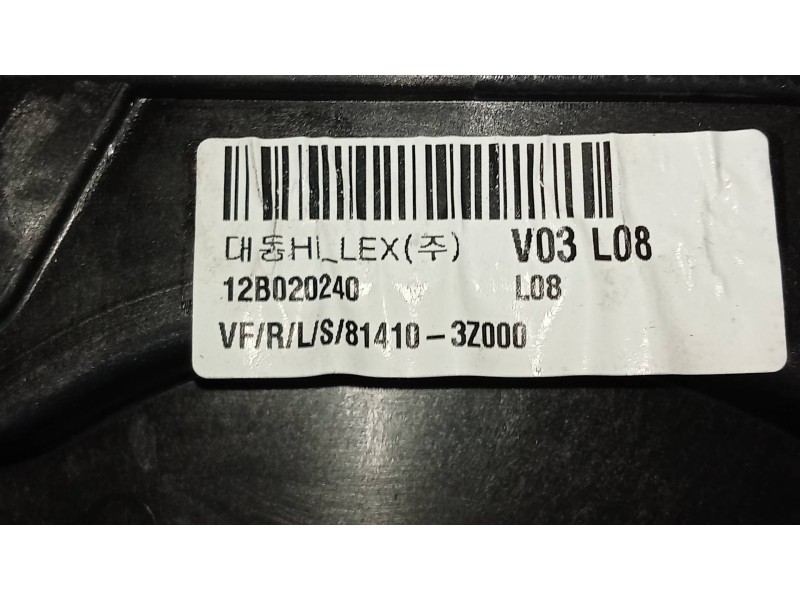 대동HI_LEX(주) V03 L08
12B020240 L08
VF/R/L/S/81410-3Z000